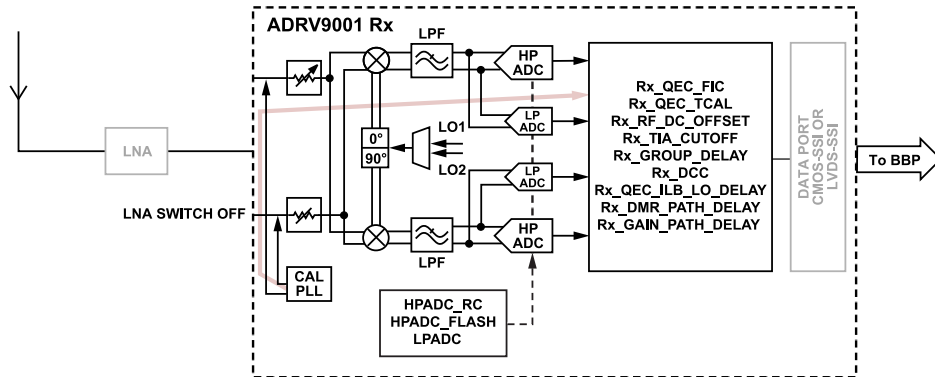 ADRV9001 Rx
LPF
HP
ADC
LP
ADC
LNA
0°
90°
LO1
LO2
LP
ADC
HP
ADC
LPF
LNA SWITCH OFF
CAL
PLL
HPADC_RC
HPADC_FLASH
LPADC
Rx_QEC_FIC
Rx_QEC_TCAL
Rx_RF_DC_OFFSET
Rx_TIA_CUTOFF
Rx_GROUP_DELAY
Rx_DCC
Rx_QEC_ILB_LO_DELAY
Rx_DMR_PATH_DELAY
Rx_GAIN_PATH_DELAY
DATA PORT
CMOS-SSI OR
LVDS-SSI
To BBP